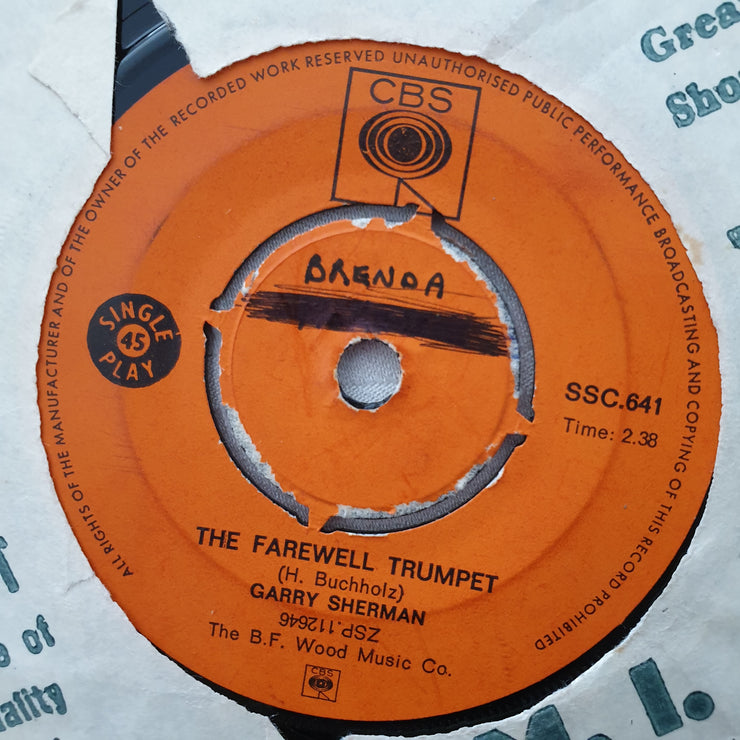 ALL RIGHTS OF THE MANUFACTURER AND OF THE OWNER OF THE RECORDED WORK RESERVED UNAUTHORISED PUBLIC PERFORMANCE BROADCASTING AND COPYING OF THIS RECORD PROHIBITED
CBS
BRENDA
SINGLE
45
PLAY
SSC.641
Time: 2.38
THE FAREWELL TRUMPET
(H. Buchholz)
GARRY SHERMAN
ZSP.112646
The B.F. Wood Music Co.
CBS
Grea
Sho
e of
ality
M.I.